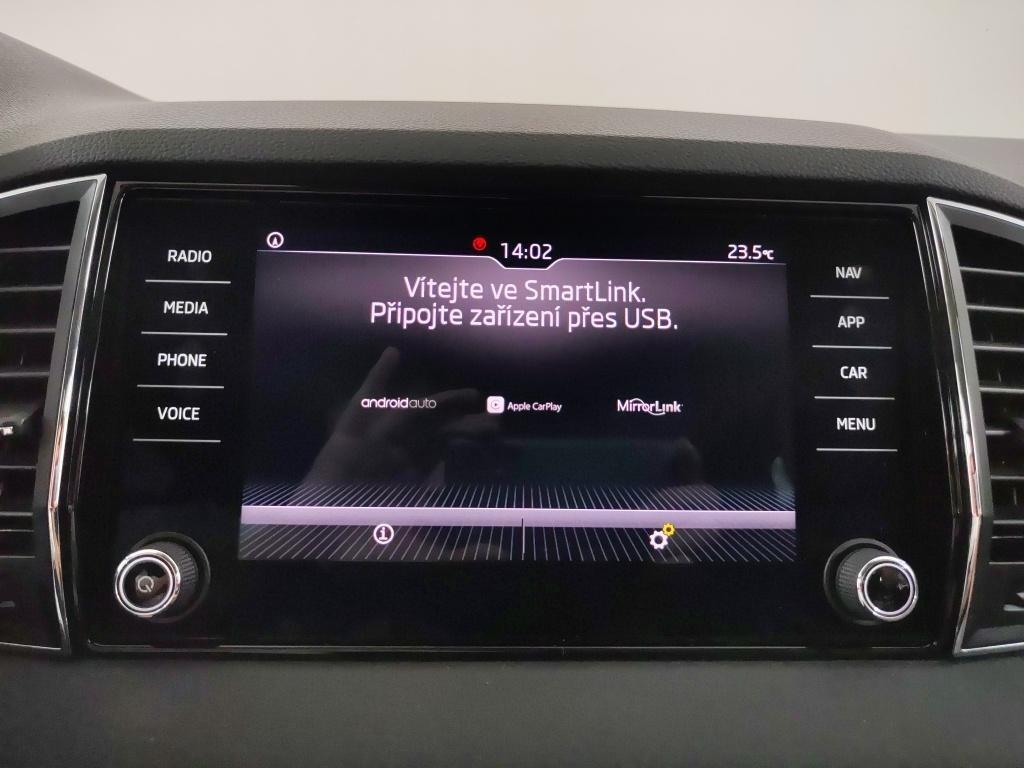 14:02
23.5°C
Vítejte ve SmartLink.
Připojte zařízení přes USB.
androidauto
Apple CarPlay
MirrorLink
RADIO
MEDIA
PHONE
VOICE
NAV
APP
CAR
MENU